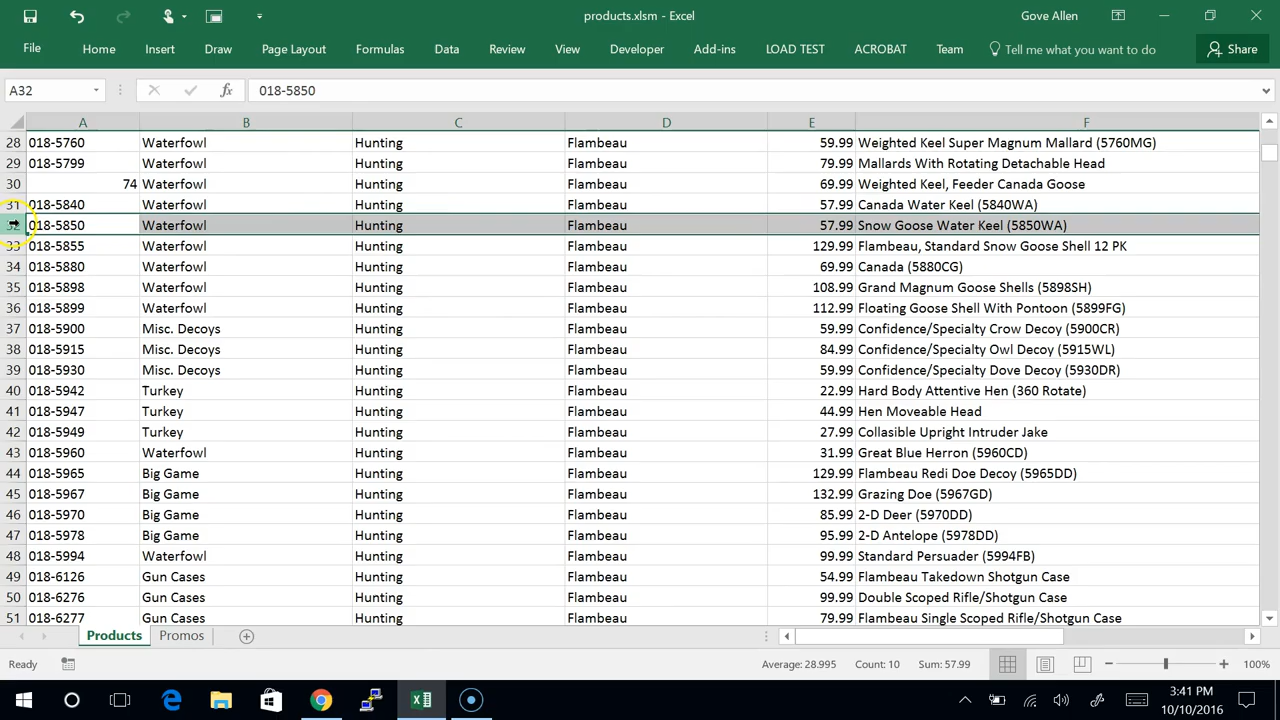 products.xlsm - Excel
Gove Allen
File Home Insert Draw Page Layout Formulas Data Review View Developer Add-ins LOAD TEST ACROBAT Team Tell me what you want to do Share
A32 fx 018-5850
A B C D E F
28 018-5760 Waterfowl Hunting Flambeau 59.99 Weighted Keel Super Magnum Mallard (5760MG)
29 018-5799 Waterfowl Hunting Flambeau 79.99 Mallards With Rotating Detachable Head
30 74 Waterfowl Hunting Flambeau 69.99 Weighted Keel, Feeder Canada Goose
31 018-5840 Waterfowl Hunting Flambeau 57.99 Canada Water Keel (5840WA)
32 018-5850 Waterfowl Hunting Flambeau 57.99 Snow Goose Water Keel (5850WA)
33 018-5855 Waterfowl Hunting Flambeau 129.99 Flambeau, Standard Snow Goose Shell 12 PK
34 018-5880 Waterfowl Hunting Flambeau 69.99 Canada (5880CG)
35 018-5898 Waterfowl Hunting Flambeau 108.99 Grand Magnum Goose Shells (5898SH)
36 018-5899 Waterfowl Hunting Flambeau 112.99 Floating Goose Shell With Pontoon (5899FG)
37 018-5900 Misc. Decoys Hunting Flambeau 59.99 Confidence/Specialty Crow Decoy (5900CR)
38 018-5915 Misc. Decoys Hunting Flambeau 84.99 Confidence/Specialty Owl Decoy (5915WL)
39 018-5930 Misc. Decoys Hunting Flambeau 59.99 Confidence/Specialty Dove Decoy (5930DR)
40 018-5942 Turkey Hunting Flambeau 22.99 Hard Body Attentive Hen (360 Rotate)
41 018-5947 Turkey Hunting Flambeau 44.99 Hen Moveable Head
42 018-5949 Turkey Hunting Flambeau 27.99 Collasible Upright Intruder Jake
43 018-5960 Waterfowl Hunting Flambeau 31.99 Great Blue Herron (5960CD)
44 018-5965 Big Game Hunting Flambeau 129.99 Flambeau Redi Doe Decoy (5965DD)
45 018-5967 Big Game Hunting Flambeau 132.99 Grazing Doe (5967GD)
46 018-5970 Big Game Hunting Flambeau 85.99 2-D Deer (5970DD)
47 018-5978 Big Game Hunting Flambeau 95.99 2-D Antelope (5978DD)
48 018-5994 Waterfowl Hunting Flambeau 99.99 Standard Persuader (5994FB)
49 018-6126 Gun Cases Hunting Flambeau 54.99 Flambeau Takedown Shotgun Case
50 018-6276 Gun Cases Hunting Flambeau 99.99 Double Scoped Rifle/Shotgun Case
51 018-6277 Gun Cases Hunting Flambeau 79.99 Flambeau Single Scoped Rifle/Shotgun Case
Products Promos
Ready Average: 28.995 Count: 10 Sum: 57.99 100%
3:41 PM
10/10/2016